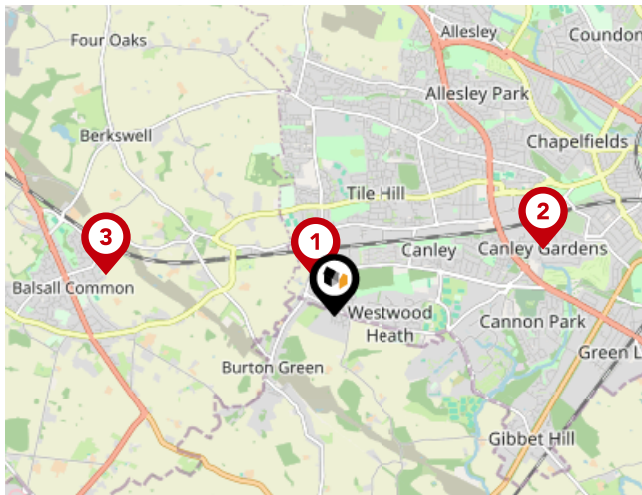 Allesley
Four Oaks
Coundon
Allesley Park
Berkswell
Chapelfields
Tile Hill
2
3
1
Canley
Canley Gardens
Balsall Common
Westwood
Heath
Cannon Park
Green L
Burton Green
Gibbet Hill